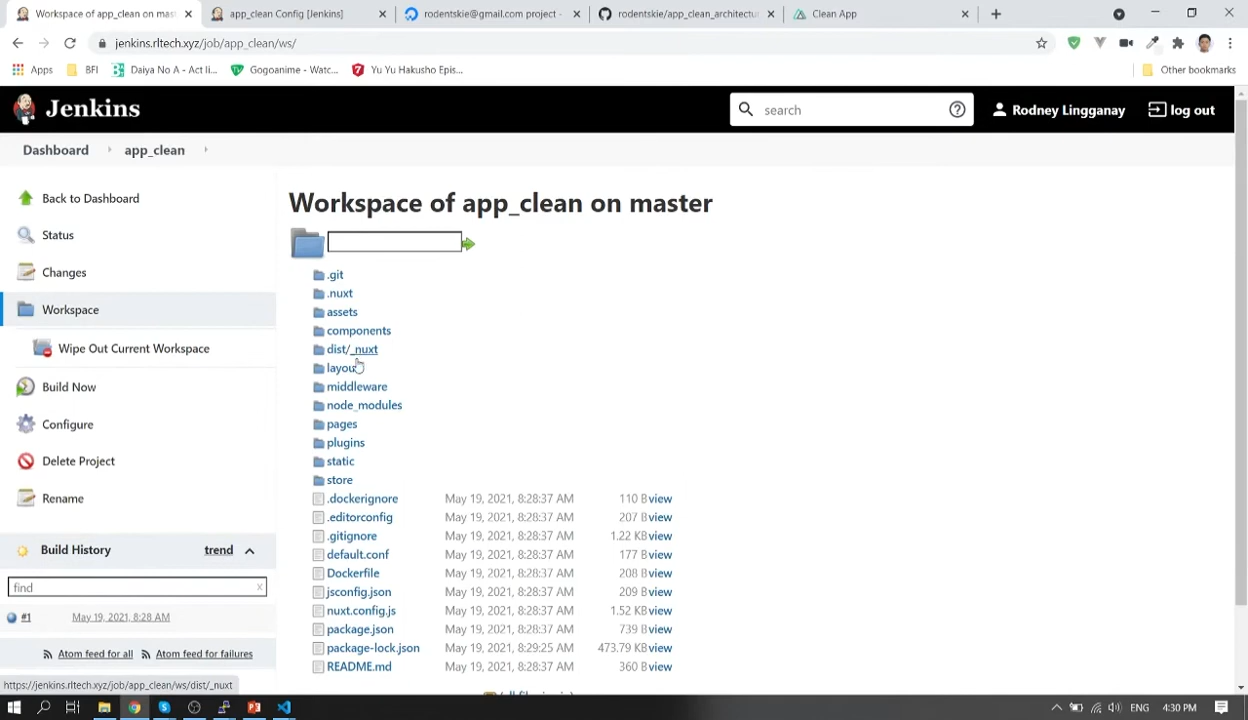 Workspace of app_clean on mas
app_clean Config [Jenkins]
rodentskie@gmail.com project -
rodentskie/app_clean_architectu
Clean App
jenkins.rltech.xyz/job/app_clean/ws/
Apps
BFI
Daiya No A - Act Ii...
Gogoanime - Watc...
Yu Yu Hakusho Epis...
Other bookmarks
Jenkins
search
Rodney Lingganay
log out
Dashboard
app_clean
Back to Dashboard
Status
Changes
Workspace
Wipe Out Current Workspace
Build Now
Configure
Delete Project
Rename
Build History
trend
find
x
#1 May 19, 2021, 8:28 AM
Atom feed for all
Atom feed for failures
Workspace of app_clean on master
.git
.nuxt
assets
components
dist/_nuxt
layou
middleware
node_modules
pages
plugins
static
store
.dockerignore May 19, 2021, 8:28:37 AM 110 B view
.editorconfig May 19, 2021, 8:28:37 AM 207 B view
.gitignore May 19, 2021, 8:28:37 AM 1.22 KB view
default.conf May 19, 2021, 8:28:37 AM 177 B view
Dockerfile May 19, 2021, 8:28:37 AM 208 B view
jsconfig.json May 19, 2021, 8:28:37 AM 209 B view
nuxt.config.js May 19, 2021, 8:28:37 AM 1.52 KB view
package.json May 19, 2021, 8:28:37 AM 739 B view
package-lock.json May 19, 2021, 8:29:25 AM 473.79 KB view
README.md May 19, 2021, 8:28:37 AM 360 B view
https://jenkins.rltech.xyz/job/app_clean/ws/dist/_nuxt
ENG
4:30 PM